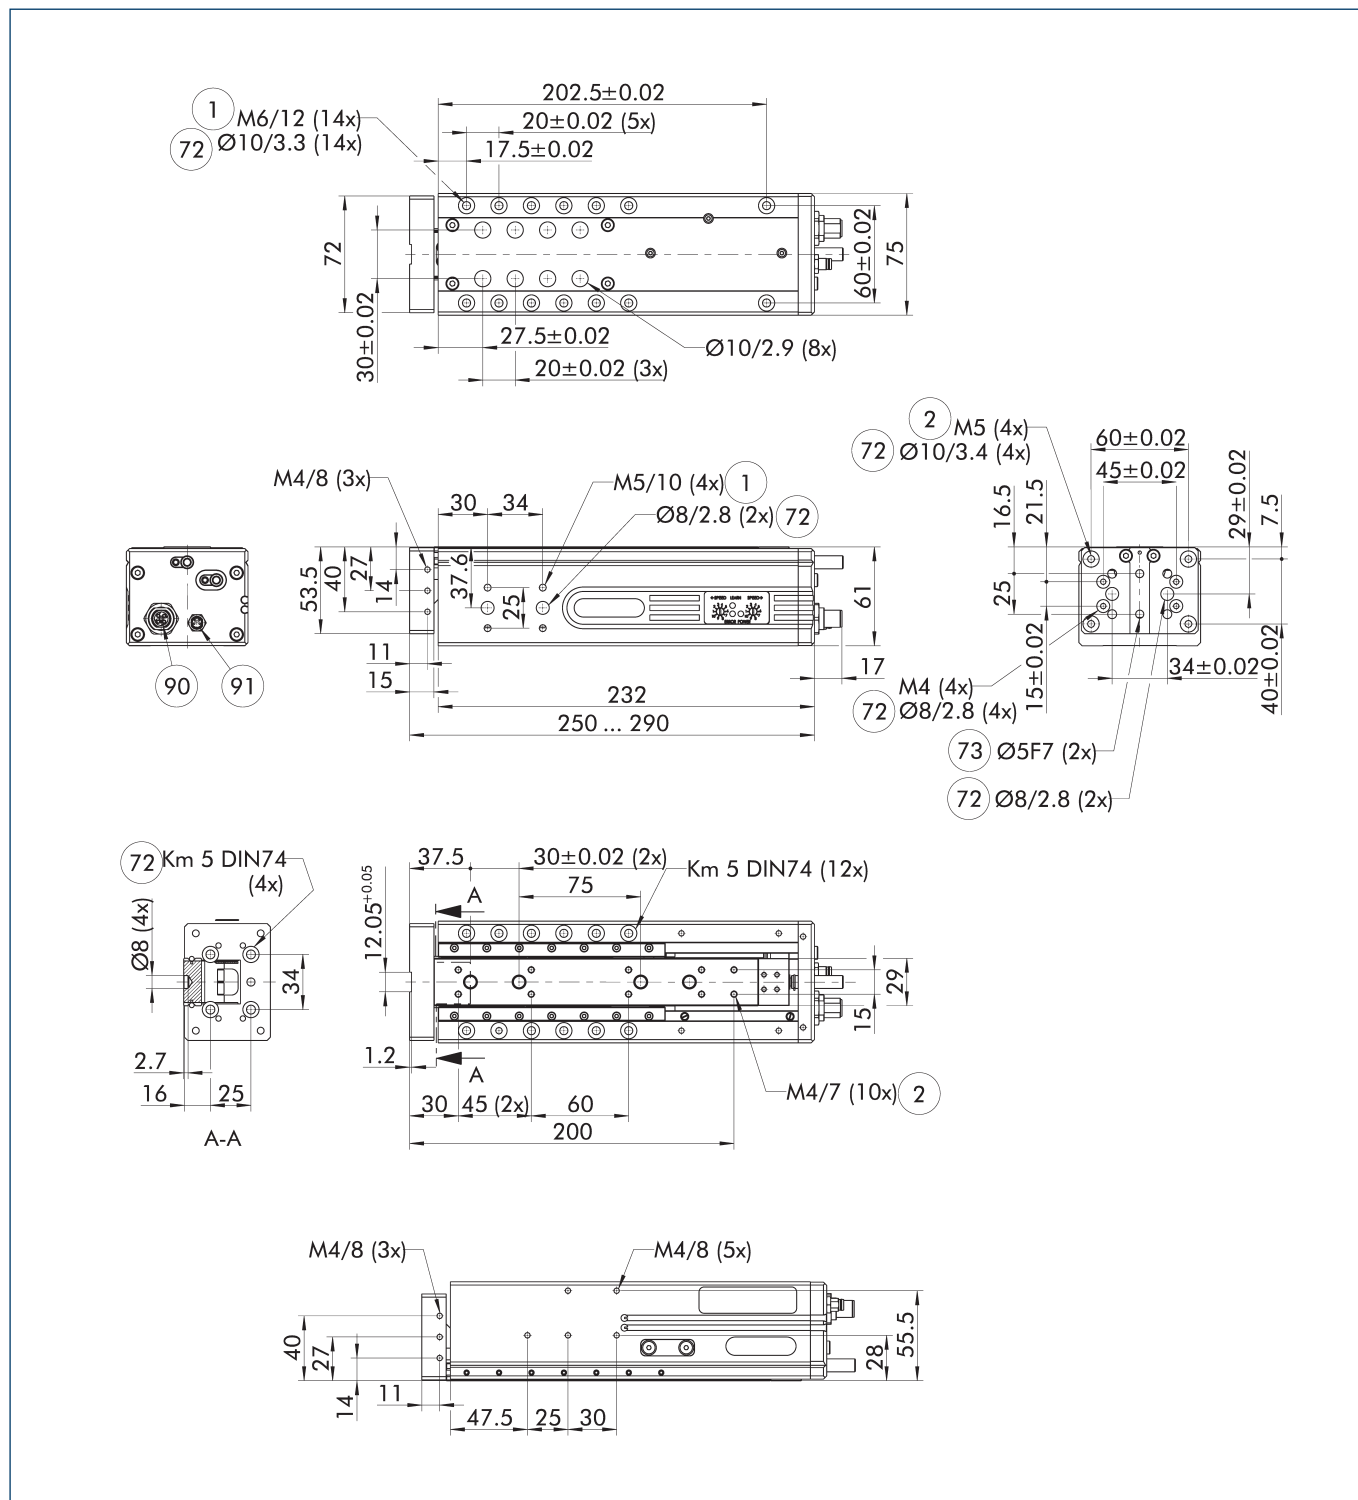 202.5±0.02
1 M6/12 (14x)
72 Ø10/3.3 (14x)
20±0.02 (5x)
17.5±0.02
72
30±0.02
60±0.02
75
27.5±0.02
20±0.02 (3x)
Ø10/2.9 (8x)
M4/8 (3x)
30
34
M5/10 (4x) 1
Ø8/2.8 (2x) 72
53.5
40
27
14
37.6
25
+SPEED LEARN SPEED+
ERROR POWER
61
11
15
17
232
250 ... 290
90
91
2 M5 (4x)
72 Ø10/3.4 (4x)
60±0.02
45±0.02
16.5
21.5
29±0.02
7.5
25
15±0.02
34±0.02
40±0.02
M4 (4x)
72 Ø8/2.8 (4x)
73 Ø5F7 (2x)
72 Ø8/2.8 (2x)
72 Km 5 DIN74
(4x)
Ø8 (4x)
34
2.7
16
25
A-A
37.5
30±0.02 (2x)
75
Km 5 DIN74 (12x)
A
12.05+0.05
29
15
1.2
A
30
45 (2x)
60
200
M4/7 (10x) 2
M4/8 (3x)
M4/8 (5x)
40
27
14
11
47.5
25
30
28
55.5